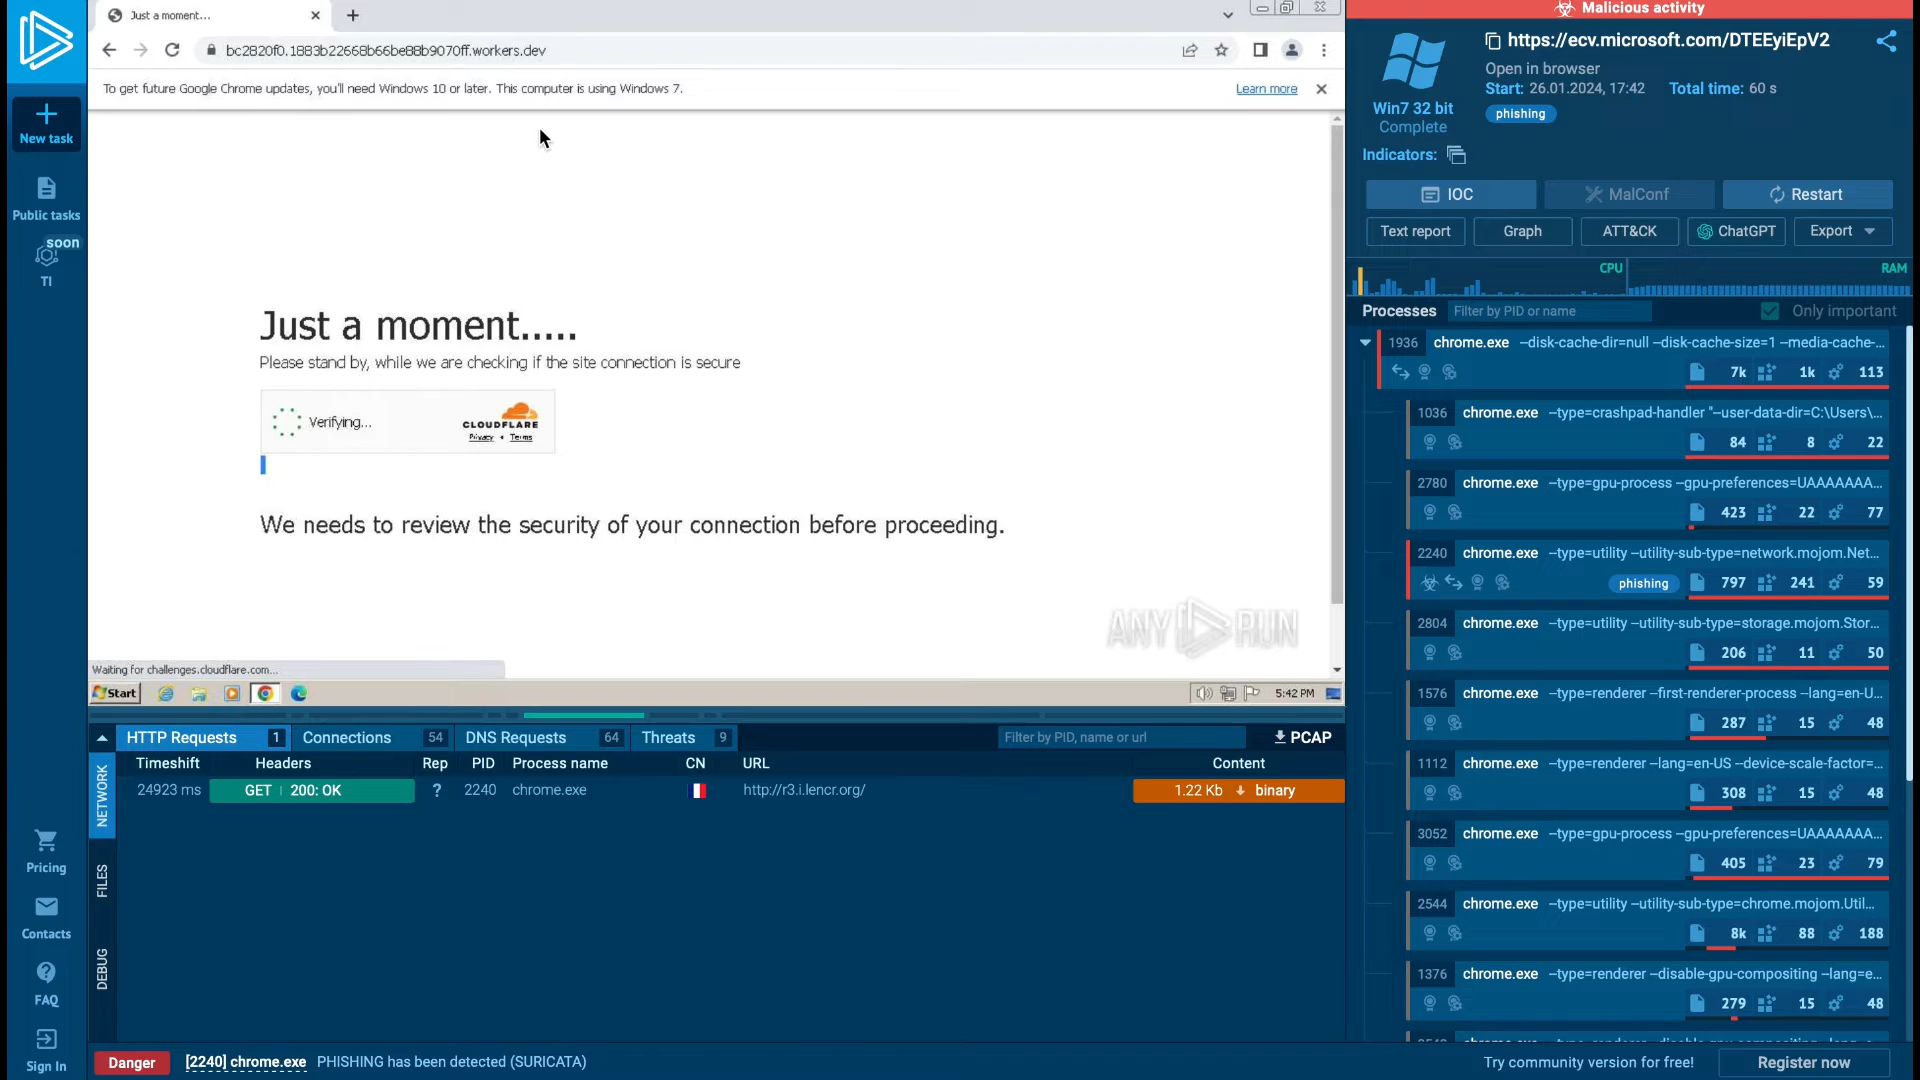 Just a moment...
Malicious activity
bc2820f0.1883b22668b66be88b9070ff.workers.dev
https://ecv.microsoft.com/DTEEyiEpV2
Open in browser
Start: 26.01.2024, 17:42 Total time: 60 s
phishing
Win7 32 bit
Complete
To get future Google Chrome updates, you'll need Windows 10 or later. This computer is using Windows 7.
Learn more
New task
Public tasks
soon
TI
Indicators:
IOC
MalConf
Restart
Text report
Graph
ATT&CK
ChatGPT
Export
CPU
RAM
Processes
Filter by PID or name
Only important
Just a moment.....
Please stand by, while we are checking if the site connection is secure
Verifying...
CLOUDFLARE
Privacy • Terms
We needs to review the security of your connection before proceeding.
ANY RUN
Waiting for challenges.cloudflare.com...
Start
5:42 PM
1936 chrome.exe --disk-cache-dir=null --disk-cache-size=1 --media-cache-...
7k 1k 113
1036 chrome.exe --type=crashpad-handler "--user-data-dir=C:\Users\...
84 8 22
2780 chrome.exe --type=gpu-process --gpu-preferences=UAAAAAAA...
423 22 77
2240 chrome.exe --type=utility --utility-sub-type=network.mojom.Net...
phishing 797 241 59
2804 chrome.exe --type=utility --utility-sub-type=storage.mojom.Stor...
206 11 50
1576 chrome.exe --type=renderer --first-renderer-process --lang=en-U...
287 15 48
1112 chrome.exe --type=renderer --lang=en-US --device-scale-factor=...
308 15 48
3052 chrome.exe --type=gpu-process --gpu-preferences=UAAAAAAA...
405 23 79
2544 chrome.exe --type=utility --utility-sub-type=chrome.mojom.Util...
8k 88 188
1376 chrome.exe --type=renderer --disable-gpu-compositing --lang=e...
279 15 48
HTTP Requests 1
Connections 54
DNS Requests 64
Threats 9
Filter by PID, name or url
PCAP
NETWORK
FILES
DEBUG
Timeshift Headers Rep PID Process name CN URL Content
24923 ms GET 200: OK ? 2240 chrome.exe http://r3.i.lencr.org/ 1.22 Kb binary
Pricing
Contacts
FAQ
Sign In
Danger
[2240] chrome.exe PHISHING has been detected (SURICATA)
Try community version for free!
Register now